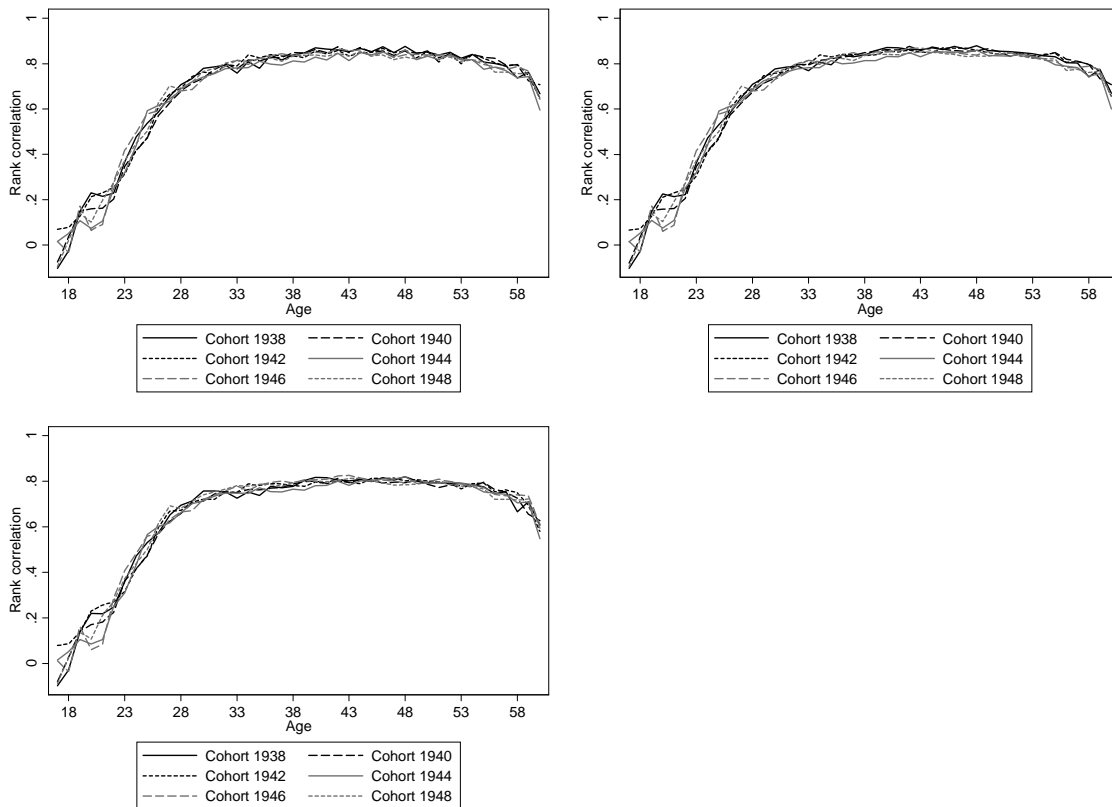 Rank correlation
1
.8
.6
.4
.2
0
18 23 28 33 38 43 48 53 58
Age
Cohort 1938 Cohort 1940
Cohort 1942 Cohort 1944
Cohort 1946 Cohort 1948
Rank correlation
1
.8
.6
.4
.2
0
18 23 28 33 38 43 48 53 58
Age
Cohort 1938 Cohort 1940
Cohort 1942 Cohort 1944
Cohort 1946 Cohort 1948
Rank correlation
1
.8
.6
.4
.2
0
18 23 28 33 38 43 48 53 58
Age
Cohort 1938 Cohort 1940
Cohort 1942 Cohort 1944
Cohort 1946 Cohort 1948